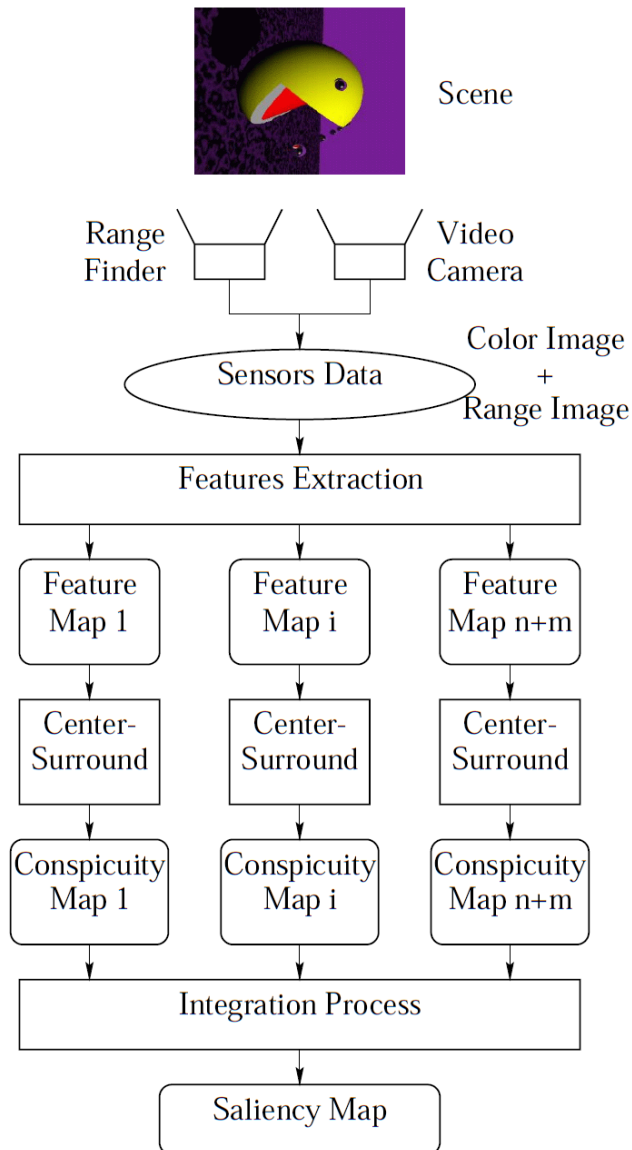 Scene
Range
Finder
Video
Camera
Color Image
+
Range Image
Sensors Data
Features Extraction
Feature
Map 1
Feature
Map i
Feature
Map n+m
Center-
Surround
Center-
Surround
Center-
Surround
Conspicuity
Map 1
Conspicuity
Map i
Conspicuity
Map n+m
Integration Process
Saliency Map